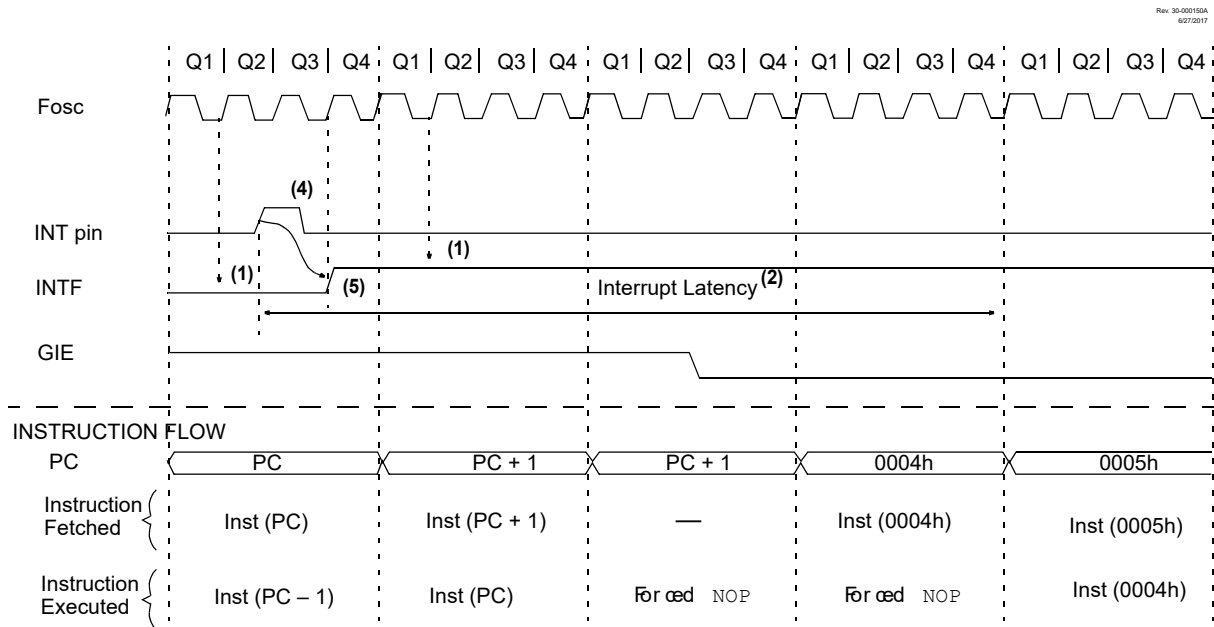 Rev. 30-000150A
6/27/2017
Q1 Q2 Q3 Q4 Q1 Q2 Q3 Q4 Q1 Q2 Q3 Q4 Q1 Q2 Q3 Q4 Q1 Q2 Q3 Q4
Fosc
(4)
INT pin
(1)
(1)
INTF
(5)
Interrupt Latency (2)
GIE
INSTRUCTION FLOW
PC
PC
PC + 1
PC + 1
0004h
0005h
Instruction
Fetched
Inst (PC)
Inst (PC + 1)
—
Inst (0004h)
Inst (0005h)
Instruction
Executed
Inst (PC – 1)
Inst (PC)
Forced NOP
Forced NOP
Inst (0004h)